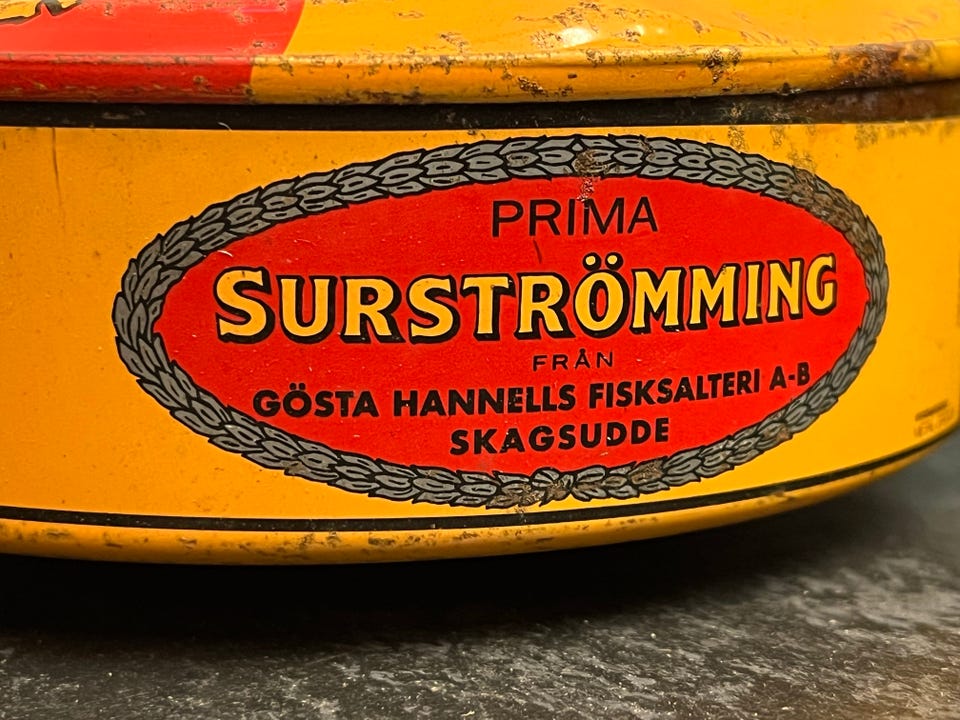 PRIMA
SURSTRÖMMING
FRÅN
GÖSTA HANNELLS FISKSALTERI A-B
SKAGSUDDE